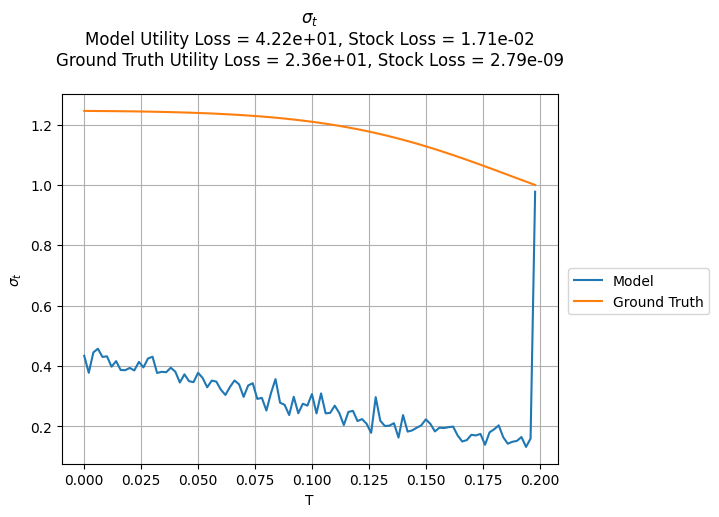 σt
Model Utility Loss = 4.22e+01, Stock Loss = 1.71e-02
Ground Truth Utility Loss = 2.36e+01, Stock Loss = 2.79e-09
1.2
1.0
0.8
0.6
0.4
0.2
σt
0.000 0.025 0.050 0.075 0.100 0.125 0.150 0.175 0.200
T
Model
Ground Truth